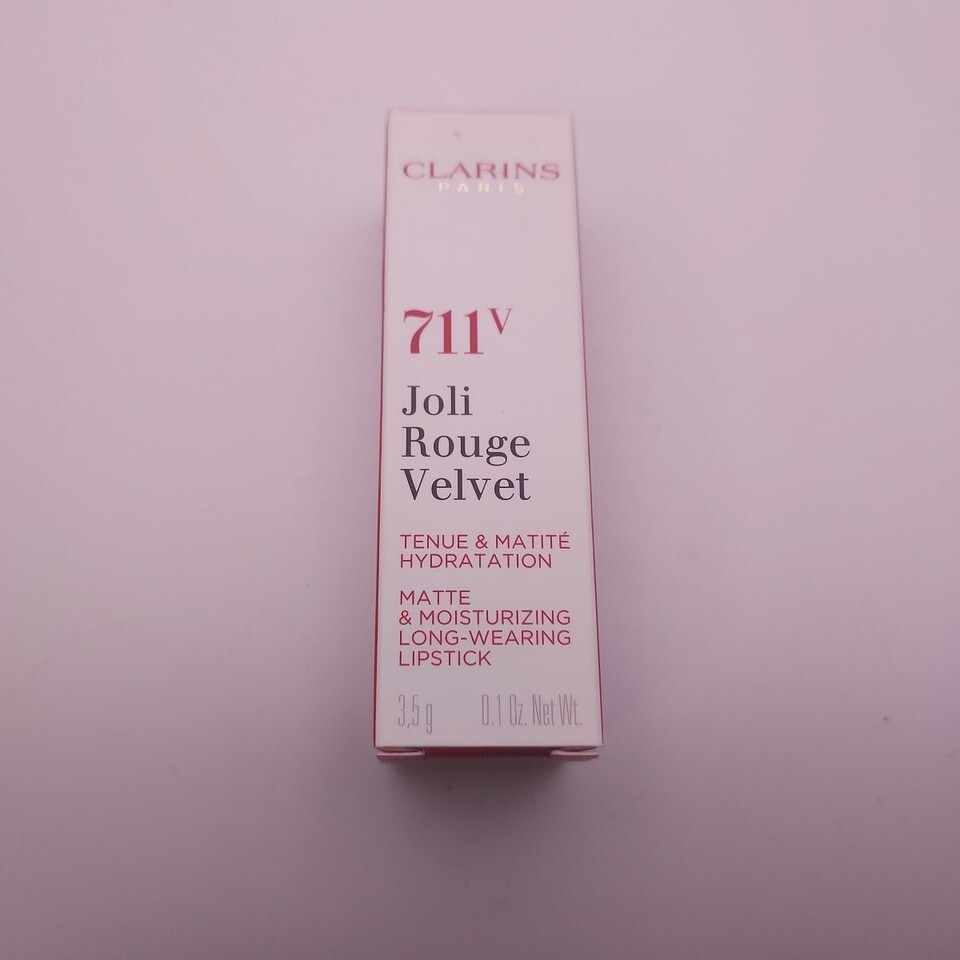 CLARINS
PARIS
711V
Joli
Rouge
Velvet
TENUE & MATITÉ
HYDRATATION
MATTE
& MOISTURIZING
LONG-WEARING
LIPSTICK
3,5 g 0.1 Oz. Net Wt.